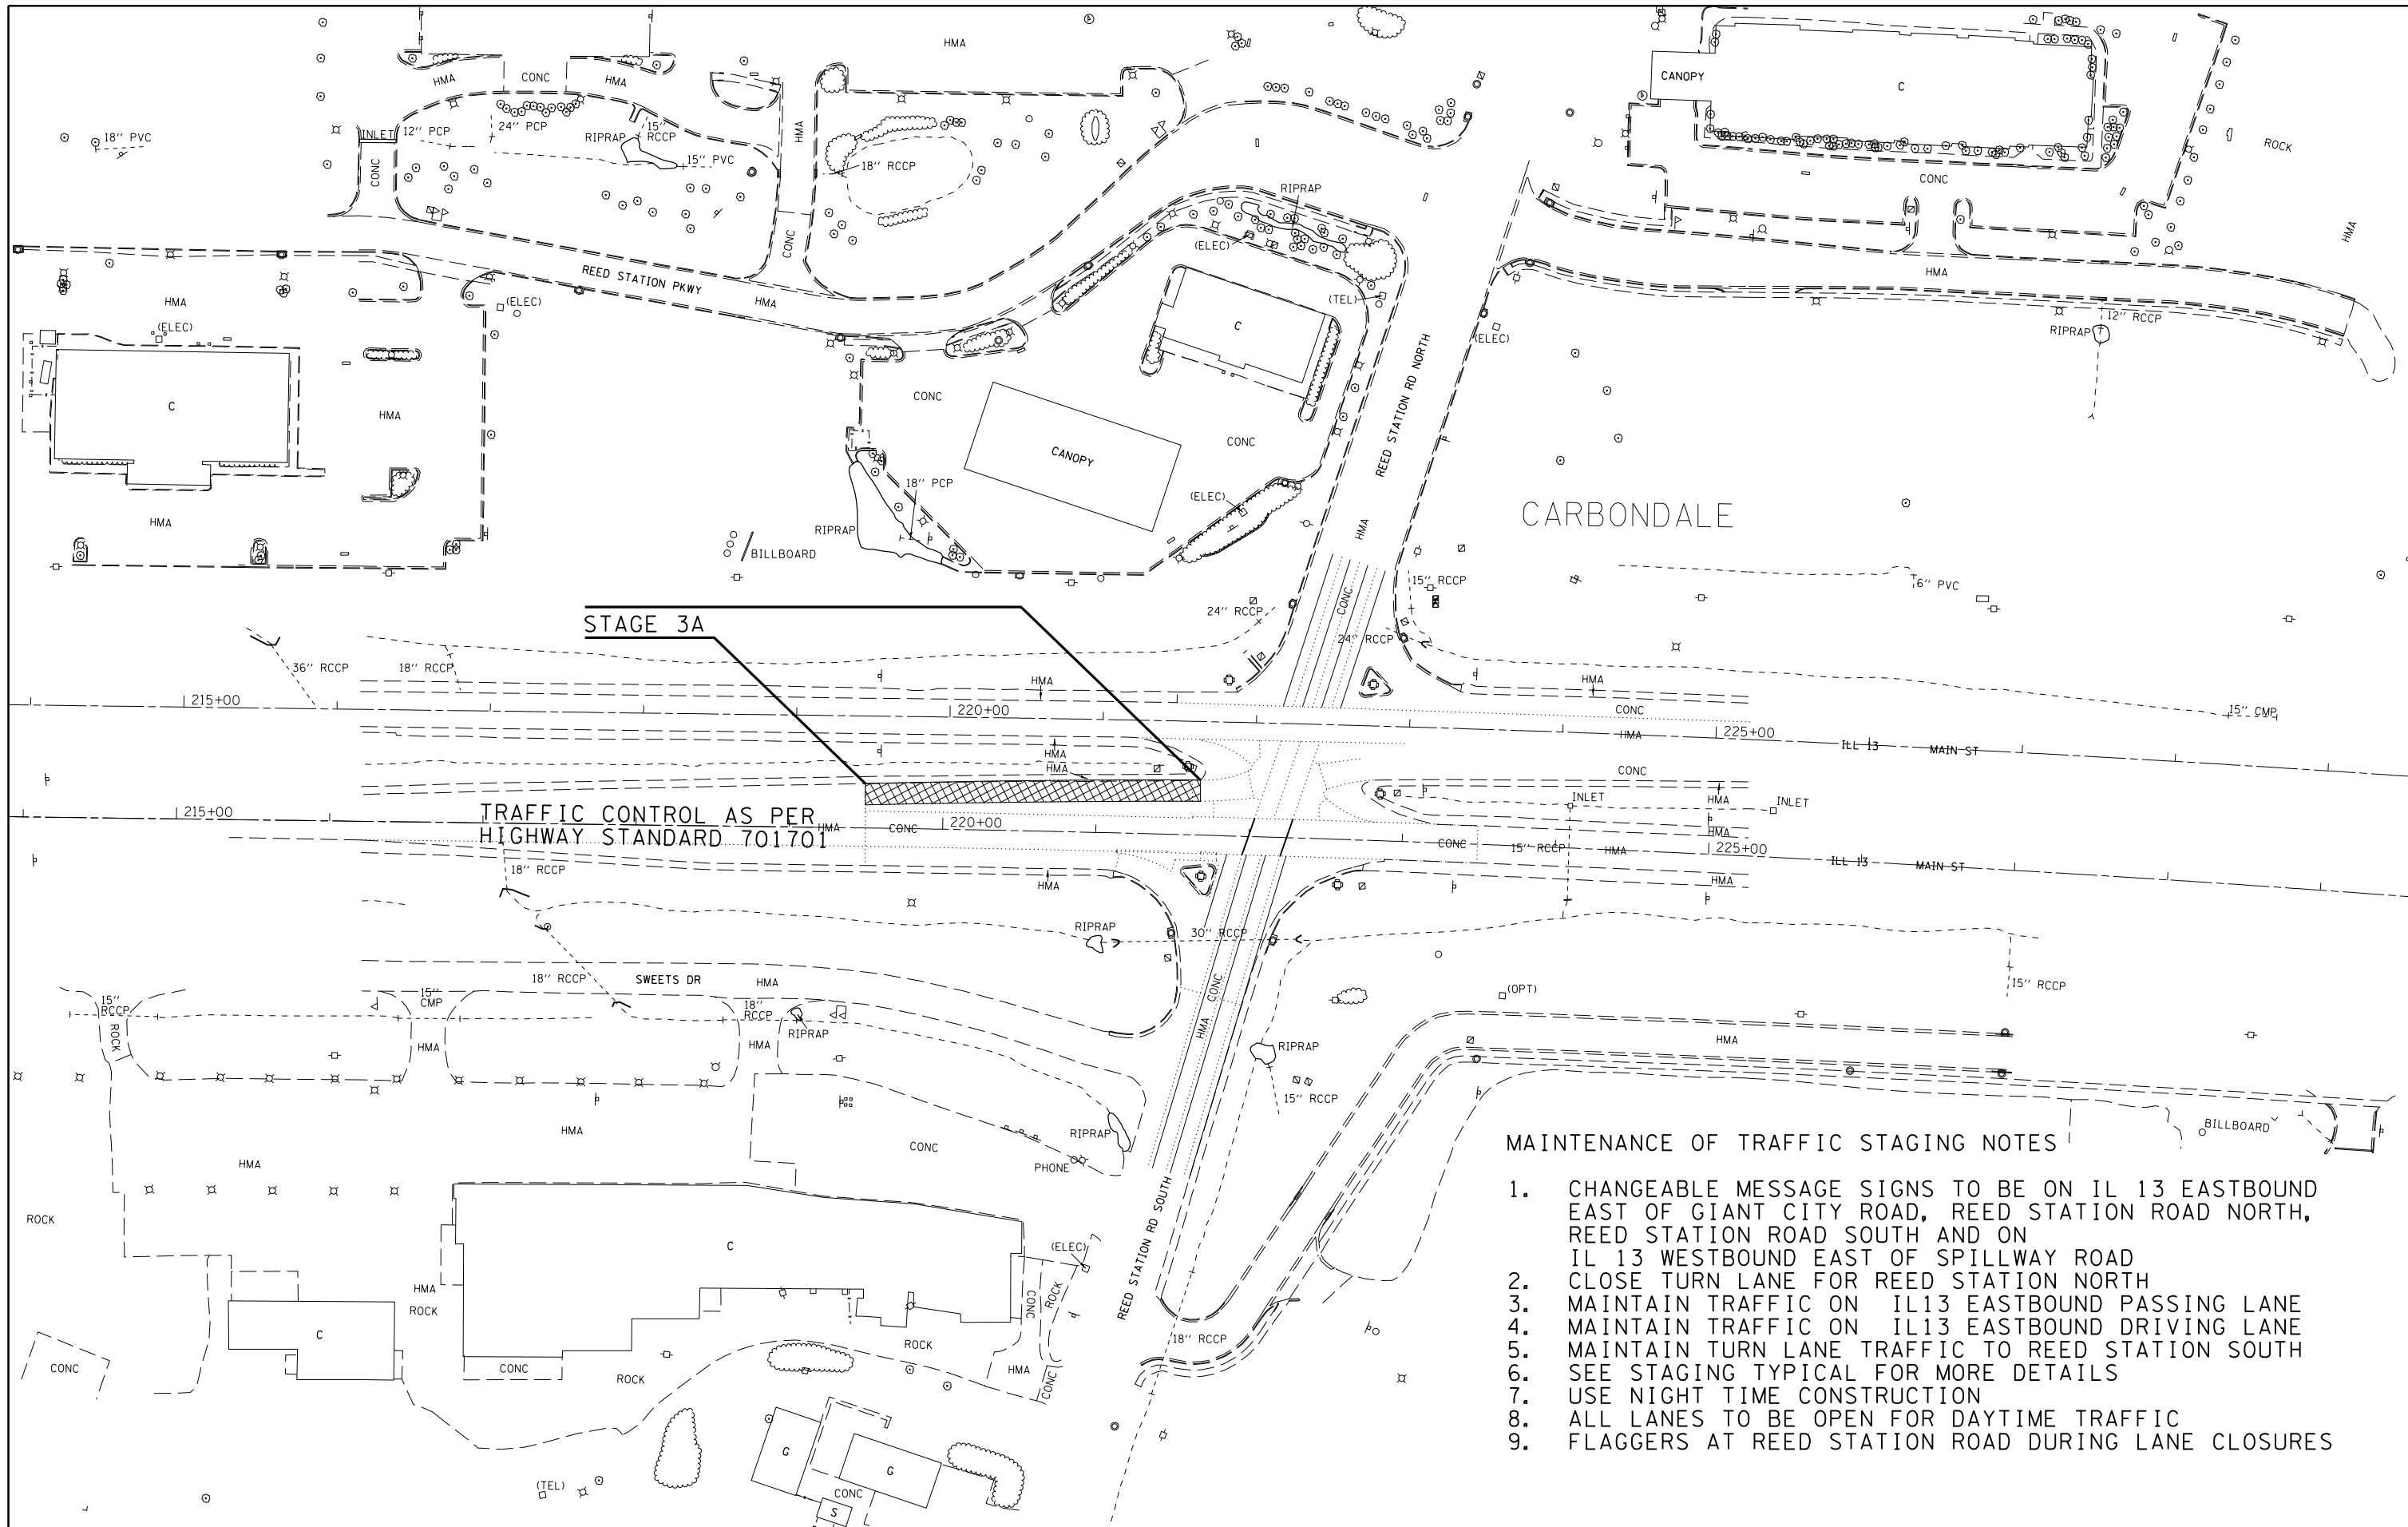 HMA
HMA
CONC
HMA
CANOPY
C
18" PVC
INLET
12" PCP
24" PCP
RIPRAP
15"
RCCP
15" PVC
HMA
18" RCCP
ROCK
CONC
CONC
CONC
RIPRAP
(ELEC)
HMA
REED STATION PKWY
HMA
HMA
(ELEC)
(TEL)
HMA
(ELEC)
C
C
HMA
CONC
CONC
CANOPY
REED STATION RD NORTH
(ELEC)
RIPRAP
12" RCCP
HMA
18" PCP
RIPRAP
BILLBOARD
(ELEC)
HMA
CARBONDALE
STAGE 3A
24" RCCP
CONC
15" RCCP
24" RCCP
6" PVC
36" RCCP
18" RCCP
HMA
HMA
215+00
220+00
CONC
HMA
225+00
ILL 13
MAIN ST
15" CMP
HMA
HMA
CONC
INLET
HMA
INLET
215+00
TRAFFIC CONTROL AS PER
HIGHWAY STANDARD 701701
HMA
CONC
220+00
HMA
CONC
15" RCCP
HMA
225+00
ILL 13
MAIN ST
18" RCCP
HMA
HMA
RIPRAP
30" RCCP
18" RCCP
SWEETS DR
HMA
CONC
HMA
(OPT)
15" RCCP
15"
RCCP
15"
CMP
18"
RCCP
RIPRAP
ROCK
HMA
HMA
RIPRAP
15" RCCP
HMA
HMA
HMA
CONC
RIPRAP
PHONE
BILLBOARD
ROCK
C
REED STATION RD SOUTH
(ELEC)
HMA
ROCK
C
CONC
ROCK
CONC
ROCK
ROCK
HMA
CONC
18" RCCP
CONC
G
G
CONC
S
(TEL)
MAINTENANCE OF TRAFFIC STAGING NOTES
1. CHANGEABLE MESSAGE SIGNS TO BE ON IL 13 EASTBOUND
EAST OF GIANT CITY ROAD, REED STATION ROAD NORTH,
REED STATION ROAD SOUTH AND ON
IL 13 WESTBOUND EAST OF SPILLWAY ROAD
2. CLOSE TURN LANE FOR REED STATION NORTH
3. MAINTAIN TRAFFIC ON IL13 EASTBOUND PASSING LANE
4. MAINTAIN TRAFFIC ON IL13 EASTBOUND DRIVING LANE
5. MAINTAIN TURN LANE TRAFFIC TO REED STATION SOUTH
6. SEE STAGING TYPICAL FOR MORE DETAILS
7. USE NIGHT TIME CONSTRUCTION
8. ALL LANES TO BE OPEN FOR DAYTIME TRAFFIC
9. FLAGGERS AT REED STATION ROAD DURING LANE CLOSURES